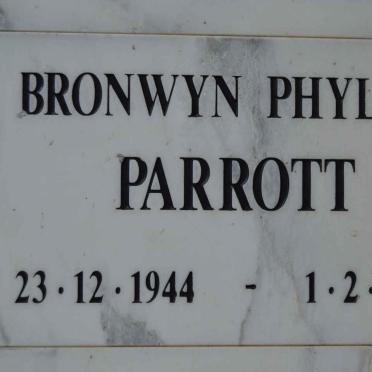 BRONWYN PHYL
PARROTT
23·12·1944 - 1·2·